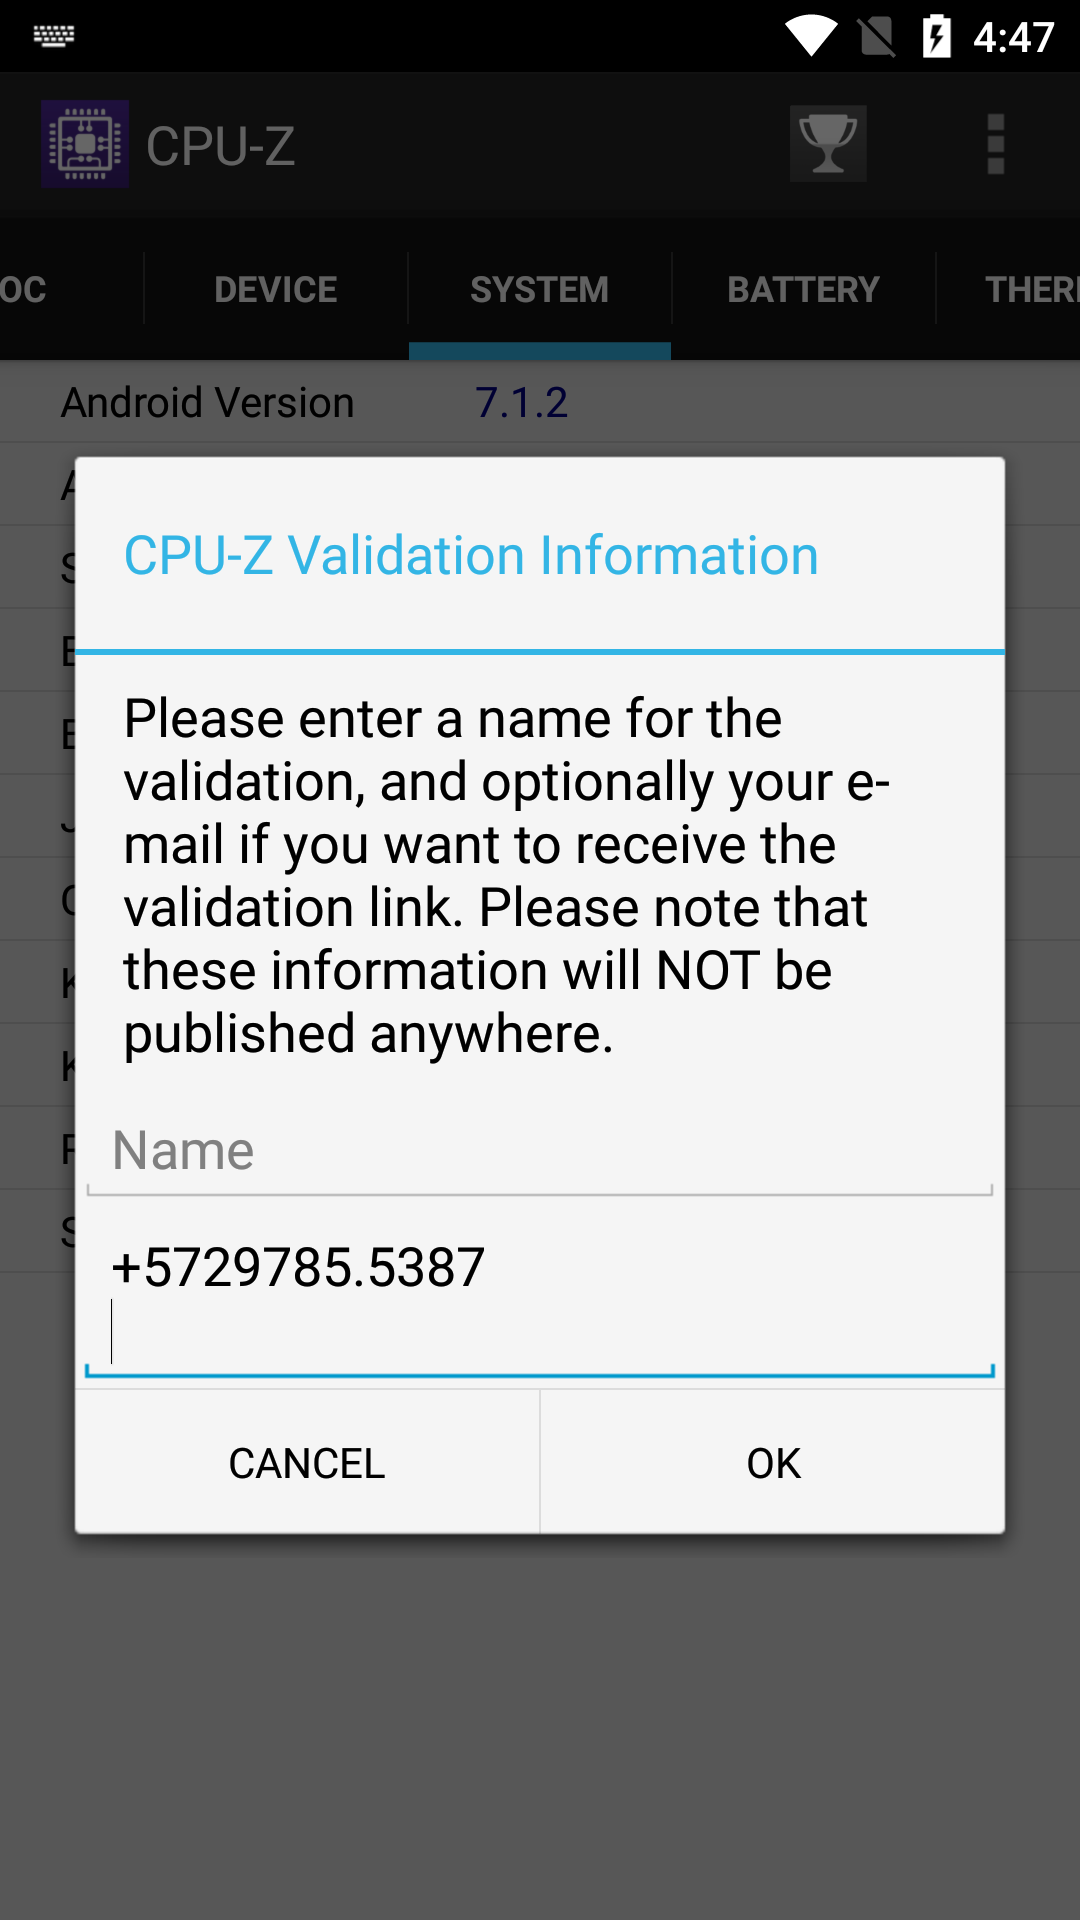 4:47
CPU-Z
OC
DEVICE
SYSTEM
BATTERY
THER
Android Version
7.1.2
CPU-Z Validation Information
Please enter a name for the
validation, and optionally your e-
mail if you want to receive the
validation link. Please note that
these information will NOT be
published anywhere.
Name
+5729785.5387
CANCEL
OK